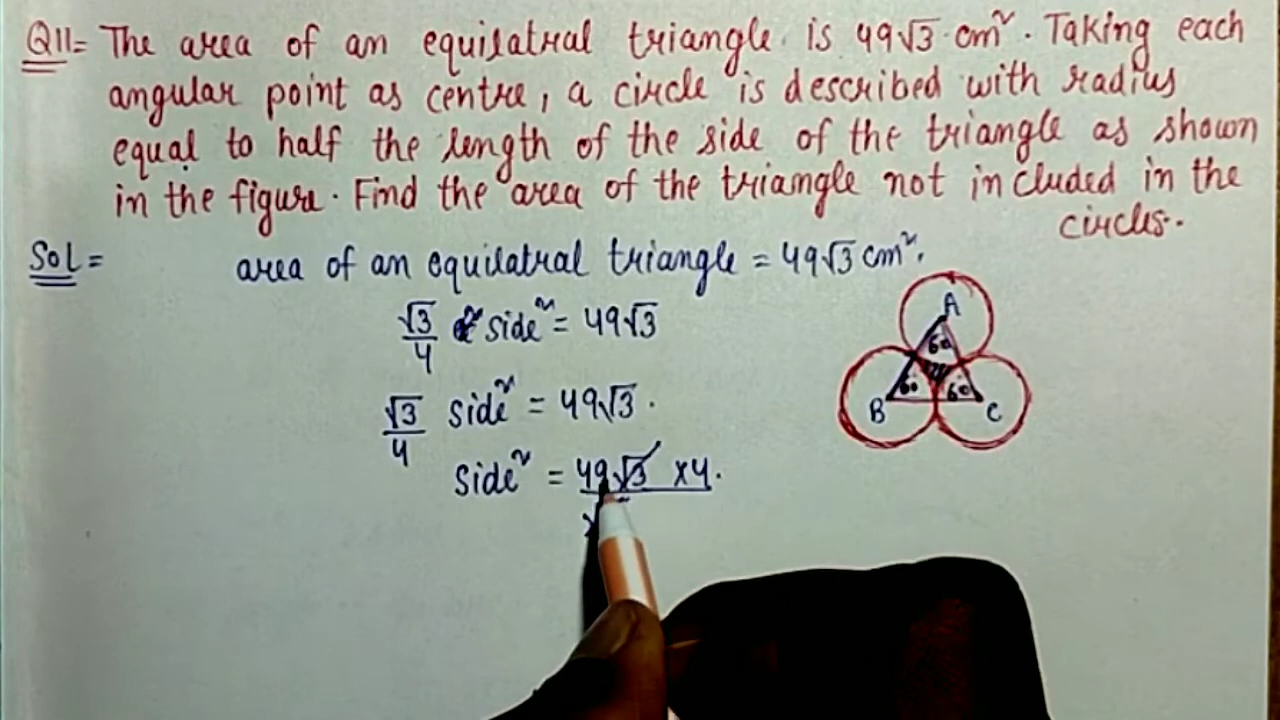 Q11= The area of an equilatral triangle is 49√3 cm². Taking each
angular point as centre, a circle is described with radius
equal to half the length of the side of the triangle as shown
in the figure. Find the area of the triangle not included in the
circles.
Sol= area of an equilatral triangle = 49√3 cm².
√3/4 side² = 49√3
√3/4 side² = 49√3.
side² = 49√3 ×4.
A
60
60
60
B
C